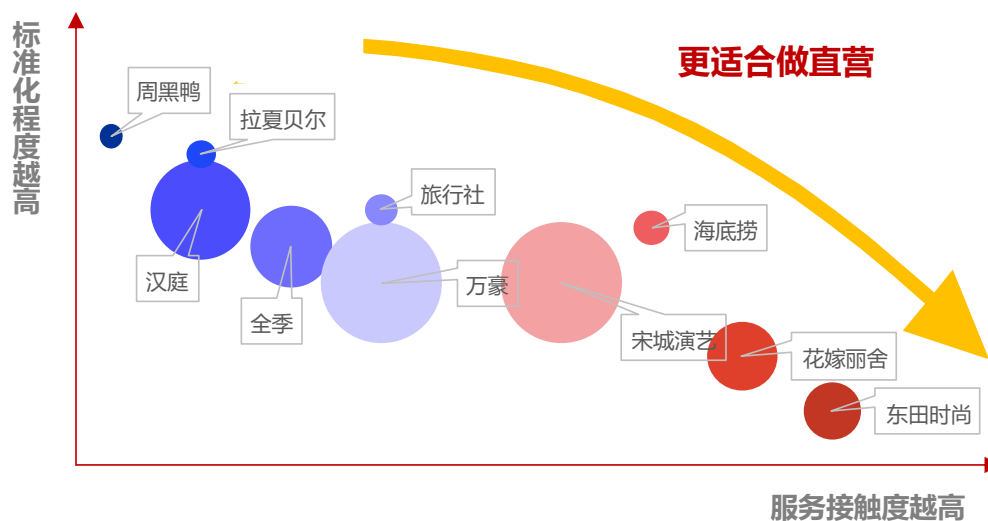 标准化程度越高
更适合做直营
周黑鸭
拉夏贝尔
旅行社
海底捞
汉庭
万豪
全季
宋城演艺
花嫁丽舍
东田时尚
服务接触度越高